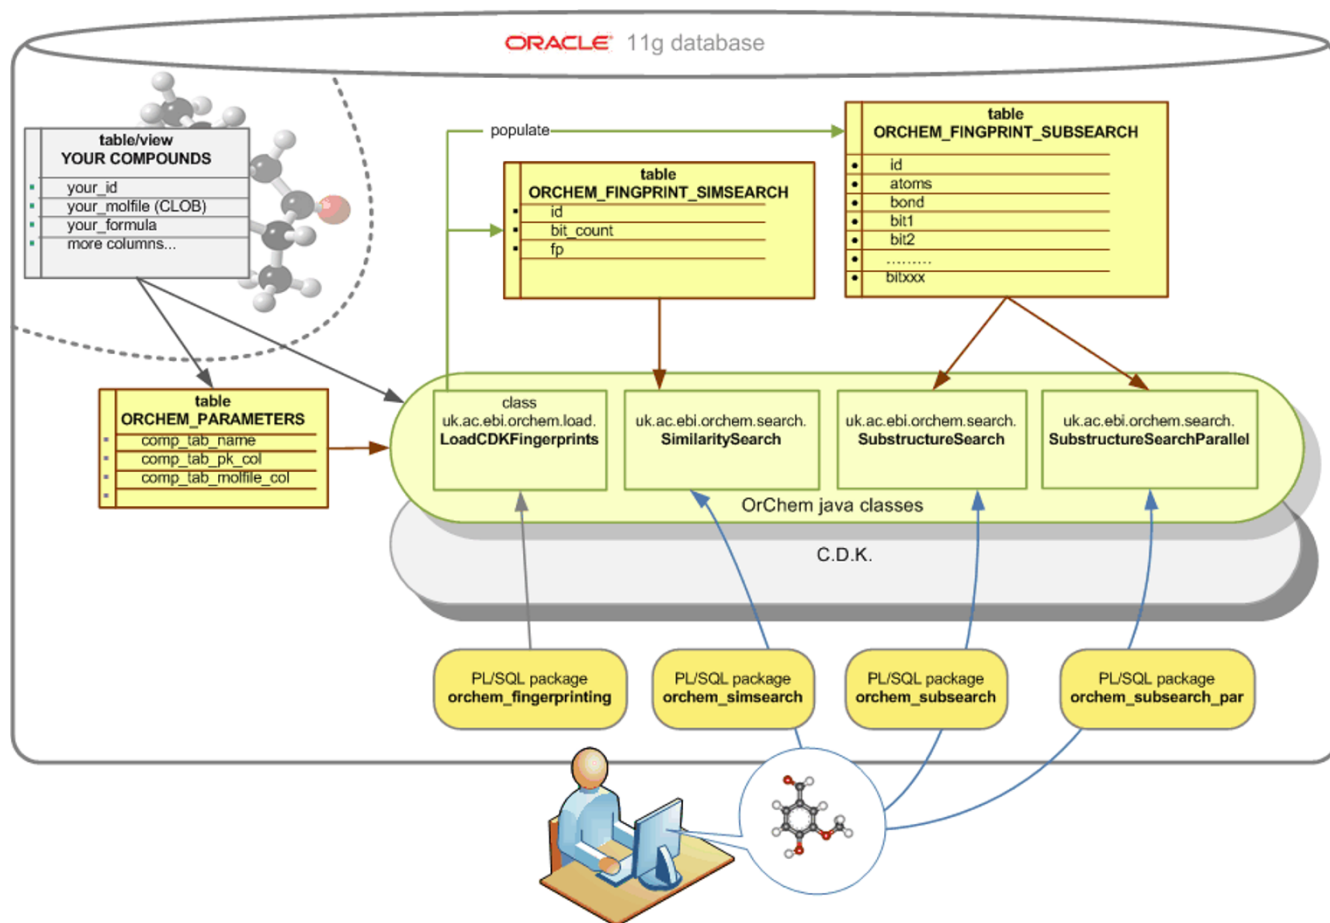 ORACLE 11g database
table/view
YOUR COMPOUNDS
your_id
your_molfile (CLOB)
your_formula
more columns...
populate
table
ORCHEM_FINGPRINT_SIMSEARCH
id
bit_count
fp
table
ORCHEM_FINGPRINT_SUBSEARCH
id
atoms
bond
bit1
bit2
.........
bitxxx
table
ORCHEM_PARAMETERS
comp_tab_name
comp_tab_pk_col
comp_tab_molfile_col
class
uk.ac.ebi.orchem.load.
LoadCDKFingerprints
uk.ac.ebi.orchem.search.
SimilaritySearch
uk.ac.ebi.orchem.search.
SubstructureSearch
uk.ac.ebi.orchem.search.
SubstructureSearchParallel
OrChem java classes
C.D.K.
PL/SQL package
orchem_fingerprinting
PL/SQL package
orchem_simsearch
PL/SQL package
orchem_subsearch
PL/SQL package
orchem_subsearch_par